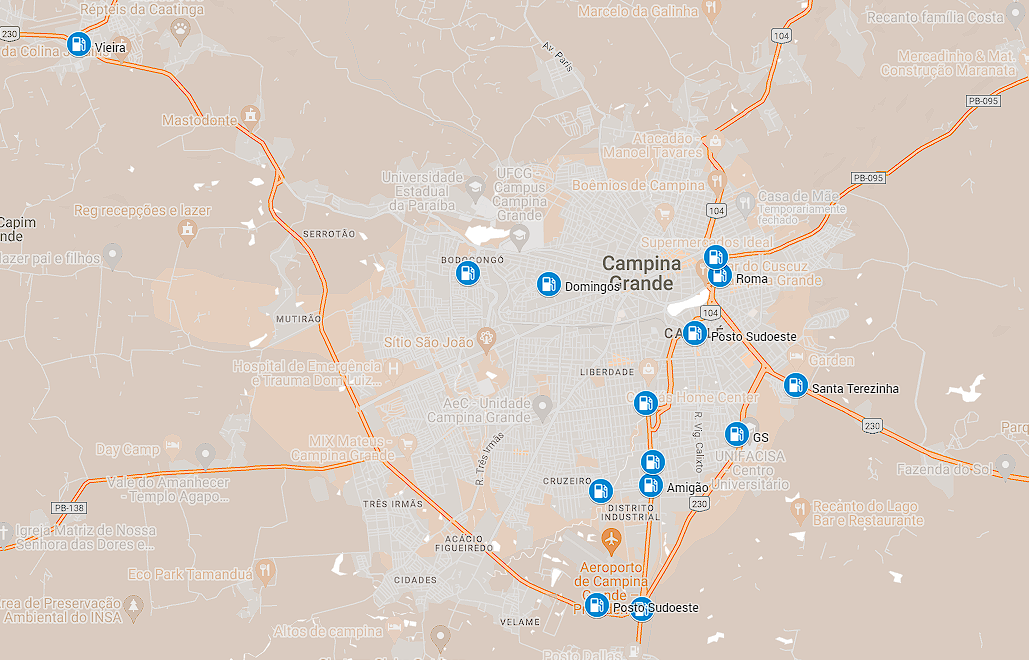 Répteis da Caatinga
Marcelo da Galinha
Recanto família Costa
230
104
Vieira
Av. Paris
Mercadinho & Mat.
Construção Maranata
PB-095
Mastodonte
Atacadão -
Manoel Tavares
Universidade
Estadual
da Paraíba
UFCG
Campus
Campina
Grande
Boêmios de Campina
PB-095
Casa de Mãe
Temporariamente
fechado
Reg recepções e lazer
104
Capim
lazer pai e filhos
SERROTÃO
Supermercados Ideal
BODOCONGÓ
Campina
Grande
Domingos
Roma
MUTIRÃO
104
Sítio São João
Posto Sudoeste
Garden
Hospital de Emergência
e Trauma Dom Luiz...
LIBERDADE
Santa Terezinha
Home Center
AeC - Unidade
Campina Grande
R. Vig. Calixto
230
MIX Mateus -
Campina Grande
GS
UNIFACISA
Centro
Universitário
Day Camp
R. Três Irmãs
Fazenda do Sol
Vale do Amanhecer
- Templo Agapo...
CRUZEIRO
Amigão
PB-138
TRÊS IRMÃS
DISTRITO
INDUSTRIAL
230
Recanto do Lago
Bar e Restaurante
Igreja Matriz de Nossa
Senhora das Dores e...
ACÁCIO
FIGUEIREDO
Aeroporto
de Campina
Grande
Eco Park Tamanduá
CIDADES
Posto Sudoeste
Ambiental do INSA
VELAME
Altos de campina
Posto Dallas